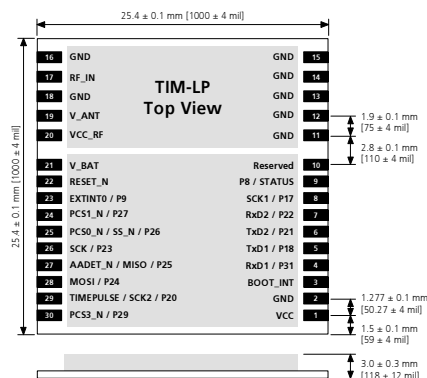 25.4 ± 0.1 mm [1000 ± 4 mil]
25.4 ± 0.1 mm [1000 ± 4 mil]
TIM-LP
Top View
16 GND GND 15
17 RF_IN GND 14
18 GND GND 13
19 V_ANT GND 12
20 VCC_RF GND 11
21 V_BAT Reserved 10
22 RESET_N P8 / STATUS 9
23 EXTINT0 / P9 SCK1 / P17 8
24 PCS1_N / P27 RxD2 / P22 7
25 PCS0_N / SS_N / P26 TxD2 / P21 6
26 SCK / P23 TxD1 / P18 5
27 AADET_N / MISO / P25 RxD1 / P31 4
28 MOSI / P24 BOOT_INT 3
29 TIMEPULSE / SCK2 / P20 GND 2
30 PCS3_N / P29 VCC 1
1.9 ± 0.1 mm
[75 ± 4 mil]
2.8 ± 0.1 mm
[110 ± 4 mil]
1.277 ± 0.1 mm
[50.27 ± 4 mil]
1.5 ± 0.1 mm
[59 ± 4 mil]
3.0 ± 0.3 mm
[118 ± 12 mil]